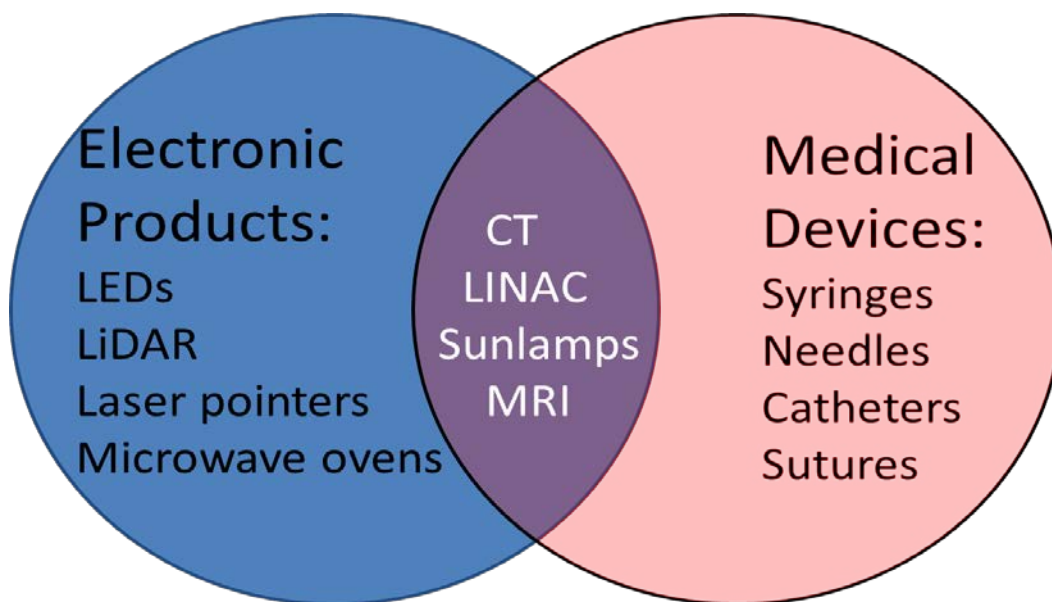 Electronic
Products:
LEDs
LiDAR
Laser pointers
Microwave ovens
CT
LINAC
Sunlamps
MRI
Medical
Devices:
Syringes
Needles
Catheters
Sutures